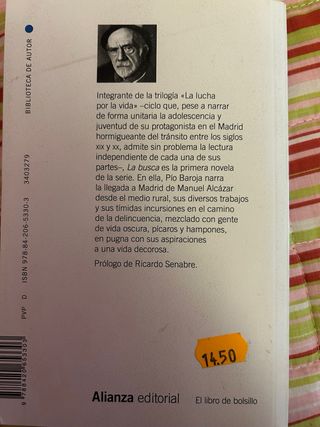 Integrante de la trilogía «La lucha
por la vida» –ciclo que, pese a narrar
de forma unitaria la adolescencia y
juventud de su protagonista en el Madrid
hormigueante del tránsito entre los siglos
XIX y XX, admite sin problema la lectura
independiente de cada una de sus
partes–, La busca es la primera novela
de la serie. En ella, Pío Baroja narra
la llegada a Madrid de Manuel Alcázar
desde el medio rural, sus diversos trabajos
y sus tímidas incursiones en el camino
de la delincuencia, mezclado con gente
de vida oscura, pícaros y hampones,
en pugna con sus aspiraciones
a una vida decorosa.
Prólogo de Ricardo Senabre.
14.50
Alianza editorial
El libro de bolsillo
BIBLIOTECA DE AUTOR
3403279
ISBN 978-84-206-5330-3
PVP D
9788420653303